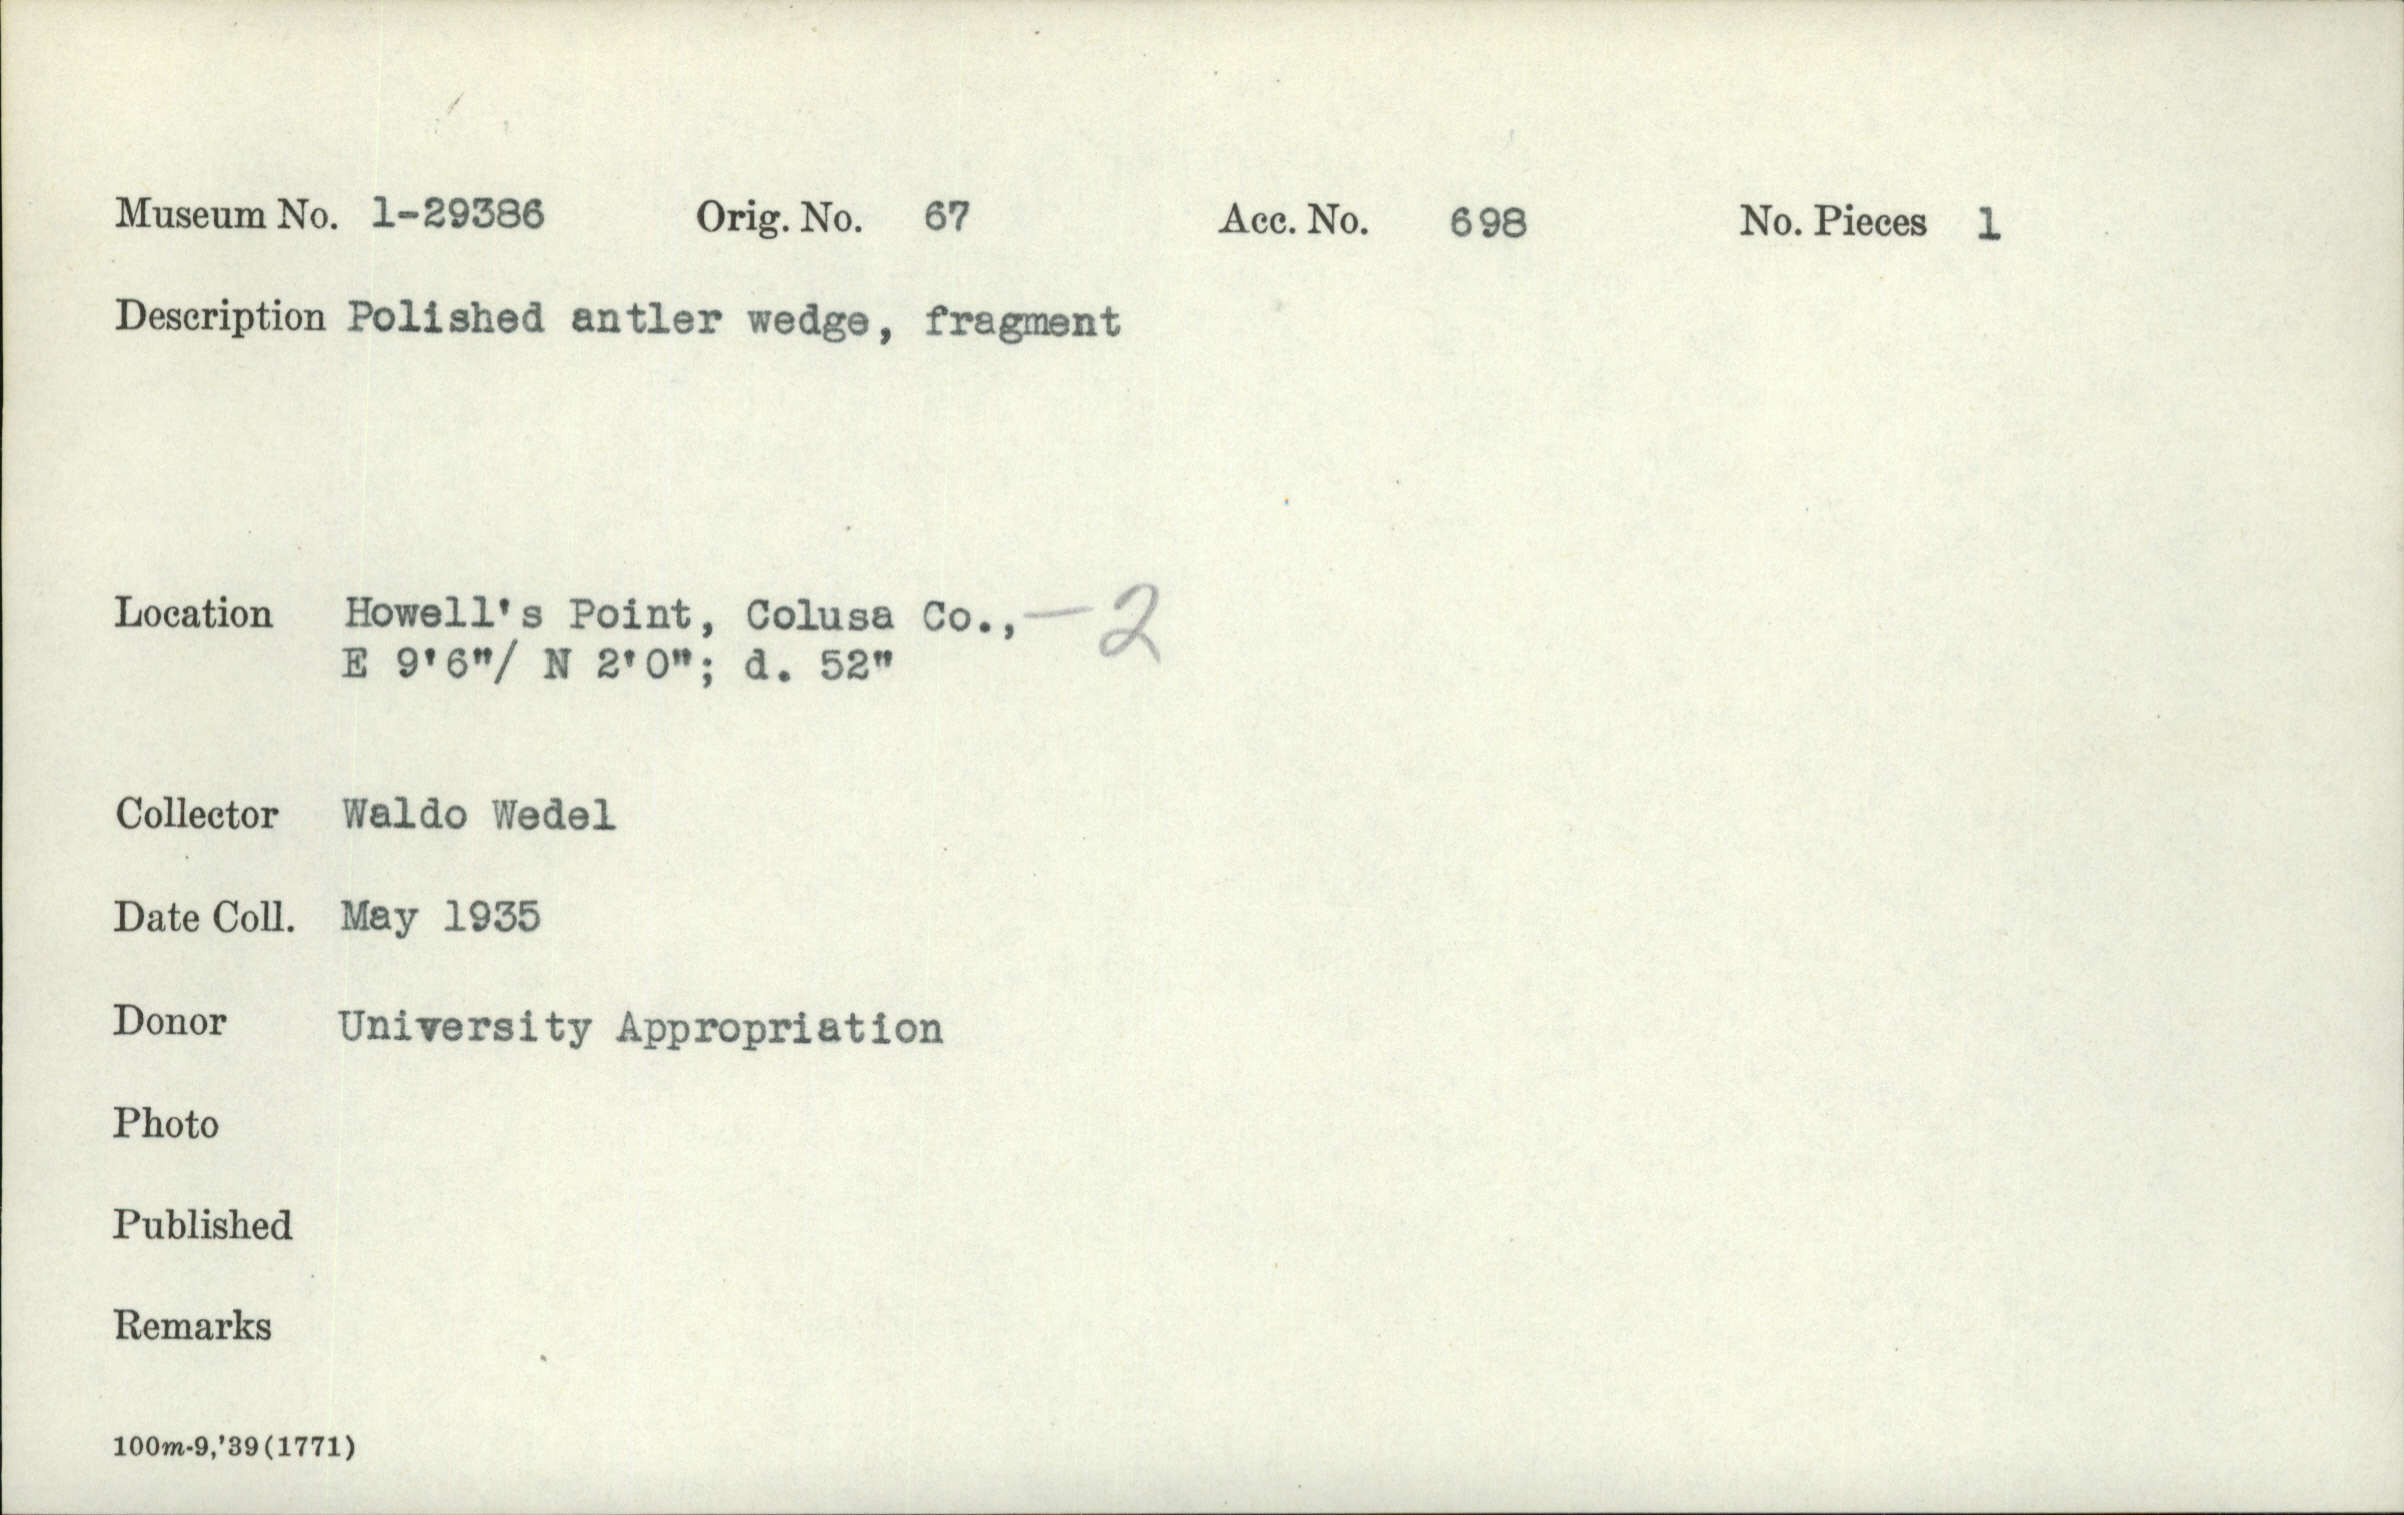 Museum No. 1-29386 Orig. No. 67 Acc. No. 698 No. Pieces 1
Description Polished antler wedge, fragment
Location Howell's Point, Colusa Co.,—2
E 9'6"/ N 2'0"; d. 52"
Collector Waldo Wedel
Date Coll. May 1935
Donor University Appropriation
Photo
Published
Remarks
100m-9,'39(1771)